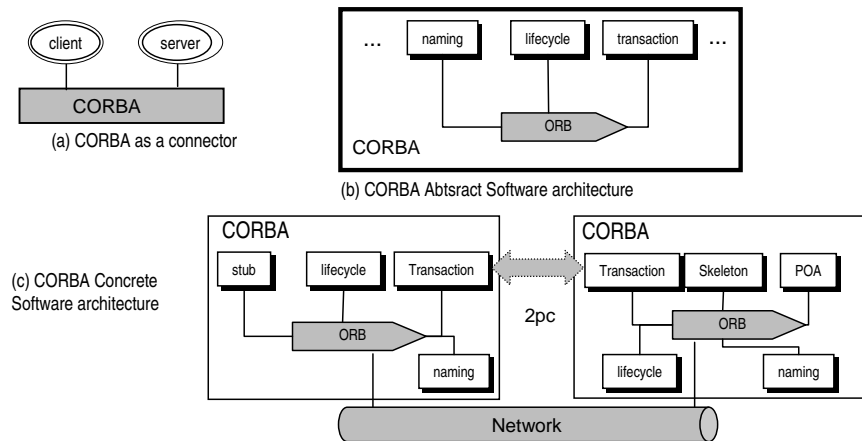 client
server
CORBA
(a) CORBA as a connector
...
naming
lifecycle
transaction
...
ORB
CORBA
(b) CORBA Abtsract Software architecture
(c) CORBA Concrete
Software architecture
CORBA
stub
lifecycle
Transaction
ORB
naming
2pc
CORBA
Transaction
Skeleton
POA
ORB
lifecycle
naming
Network